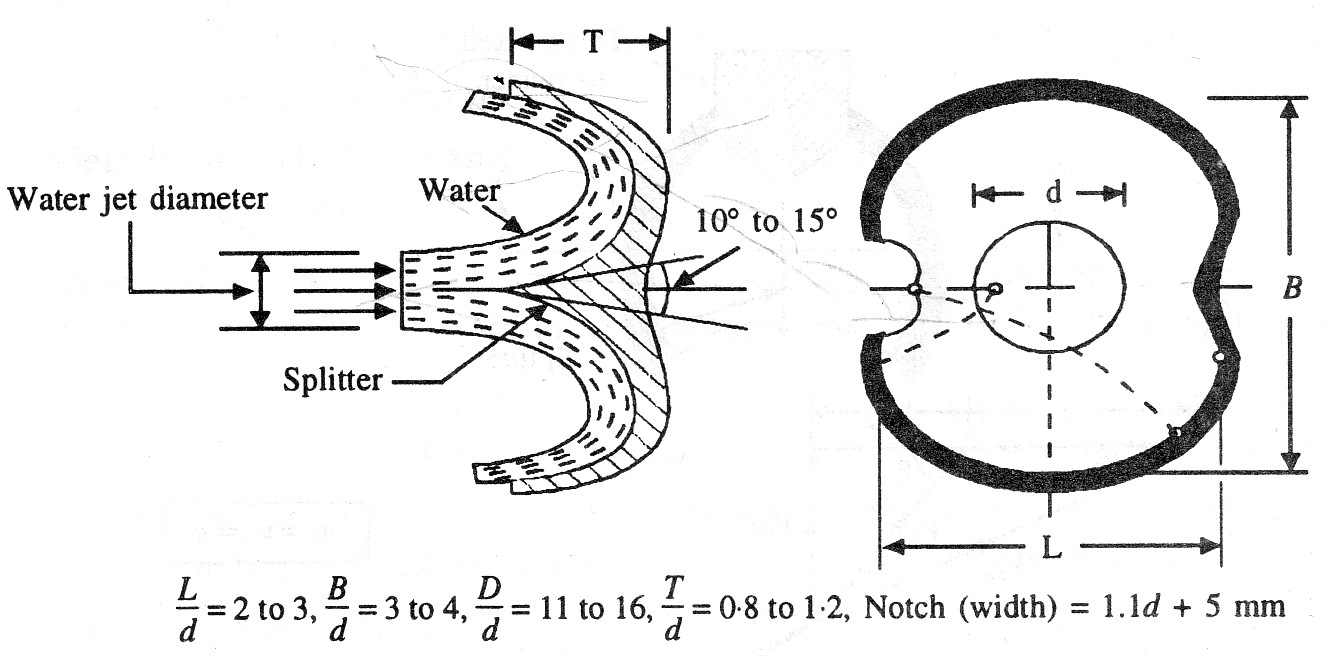 T
Water jet diameter
Water
10° to 15°
d
B
Splitter
L
L/d = 2 to 3, B/d = 3 to 4, D/d = 11 to 16, T/d = 0·8 to 1·2, Notch (width) = 1.1d + 5 mm